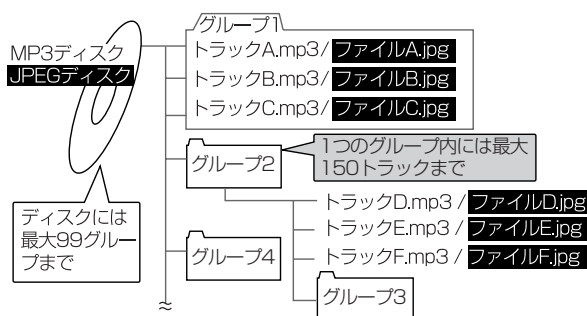 グループ1
MP3ディスク
JPEGディスク
トラックA.mp3/ファイルA.jpg
トラックB.mp3/ファイルB.jpg
トラックC.mp3/ファイルC.jpg
グループ2
1つのグループ内には最大
150トラックまで
ディスクには
最大99グルー
プまで
トラックD.mp3 / ファイルD.jpg
トラックE.mp3 / ファイルE.jpg
トラックF.mp3 / ファイルF.jpg
グループ4
グループ3
≈